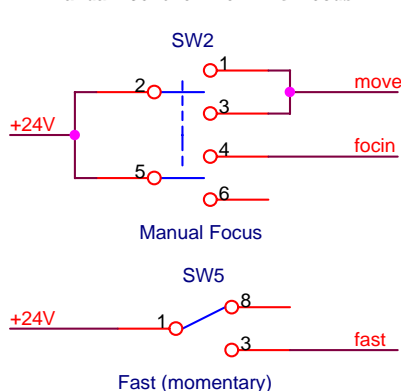 SW2
1
2
move
3
+24V
4
focin
5
6
Manual Focus
SW5
8
+24V
1
3
fast
Fast (momentary)